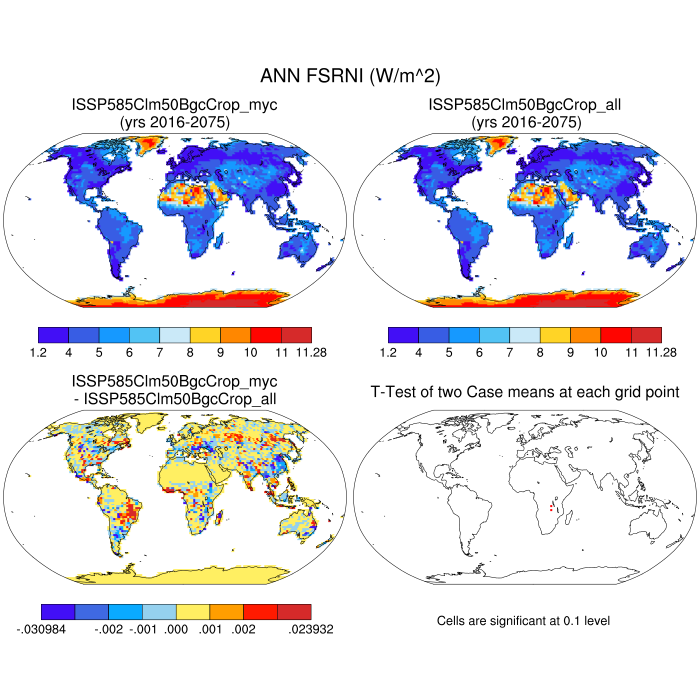 ANN FSRNI (W/m^2)
ISSP585Clm50BgcCrop_myc
(yrs 2016-2075)
ISSP585Clm50BgcCrop_all
(yrs 2016-2075)
1.2 4 5 6 7 8 9 10 11 11.28
1.2 4 5 6 7 8 9 10 11 11.28
ISSP585Clm50BgcCrop_myc
- ISSP585Clm50BgcCrop_all
T-Test of two Case means at each grid point
-.030984 -.002 -.001 .000 .001 .002 .023932
Cells are significant at 0.1 level